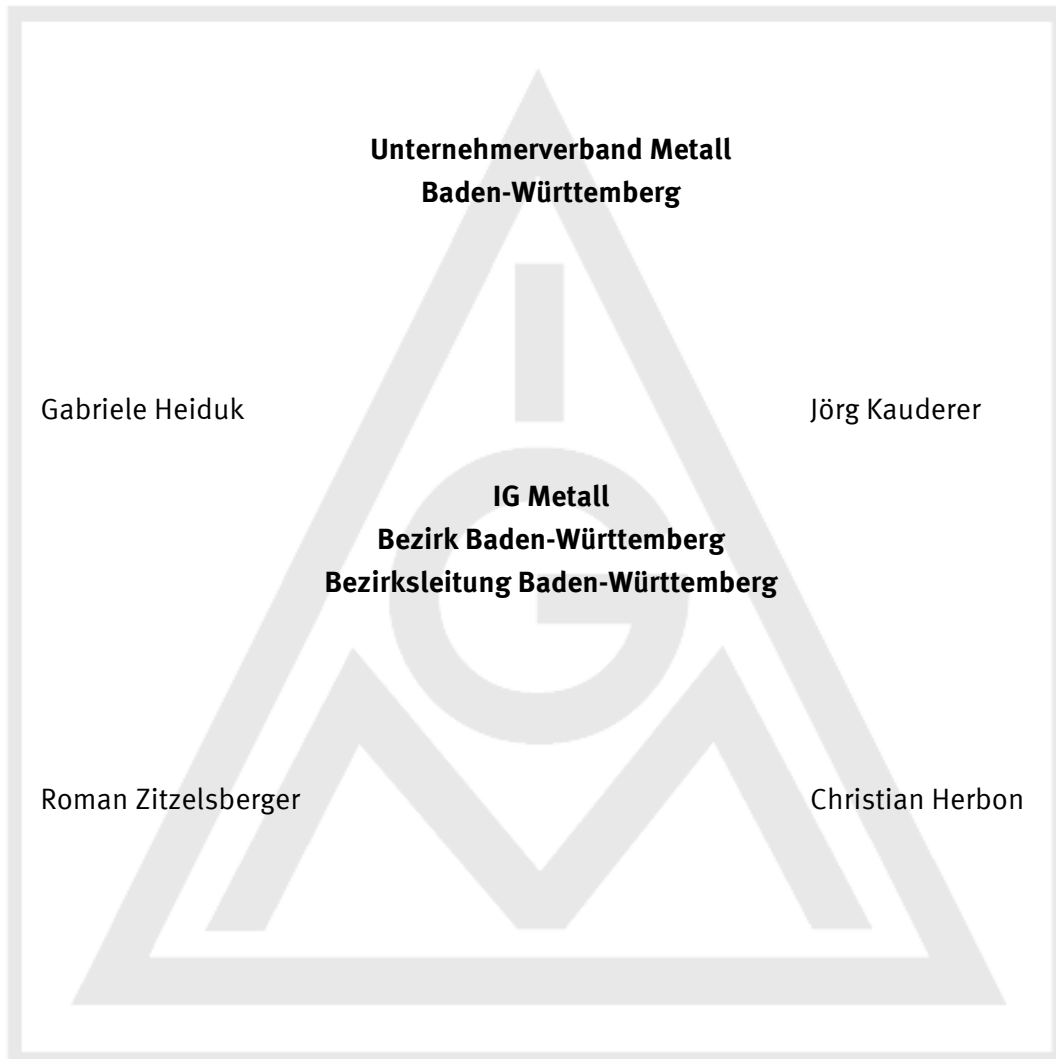 Unternehmerverband Metall
Baden-Württemberg
Gabriele Heiduk Jörg Kauderer
IG Metall
Bezirk Baden-Württemberg
Bezirksleitung Baden-Württemberg
Roman Zitzelsberger Christian Herbon
IGM